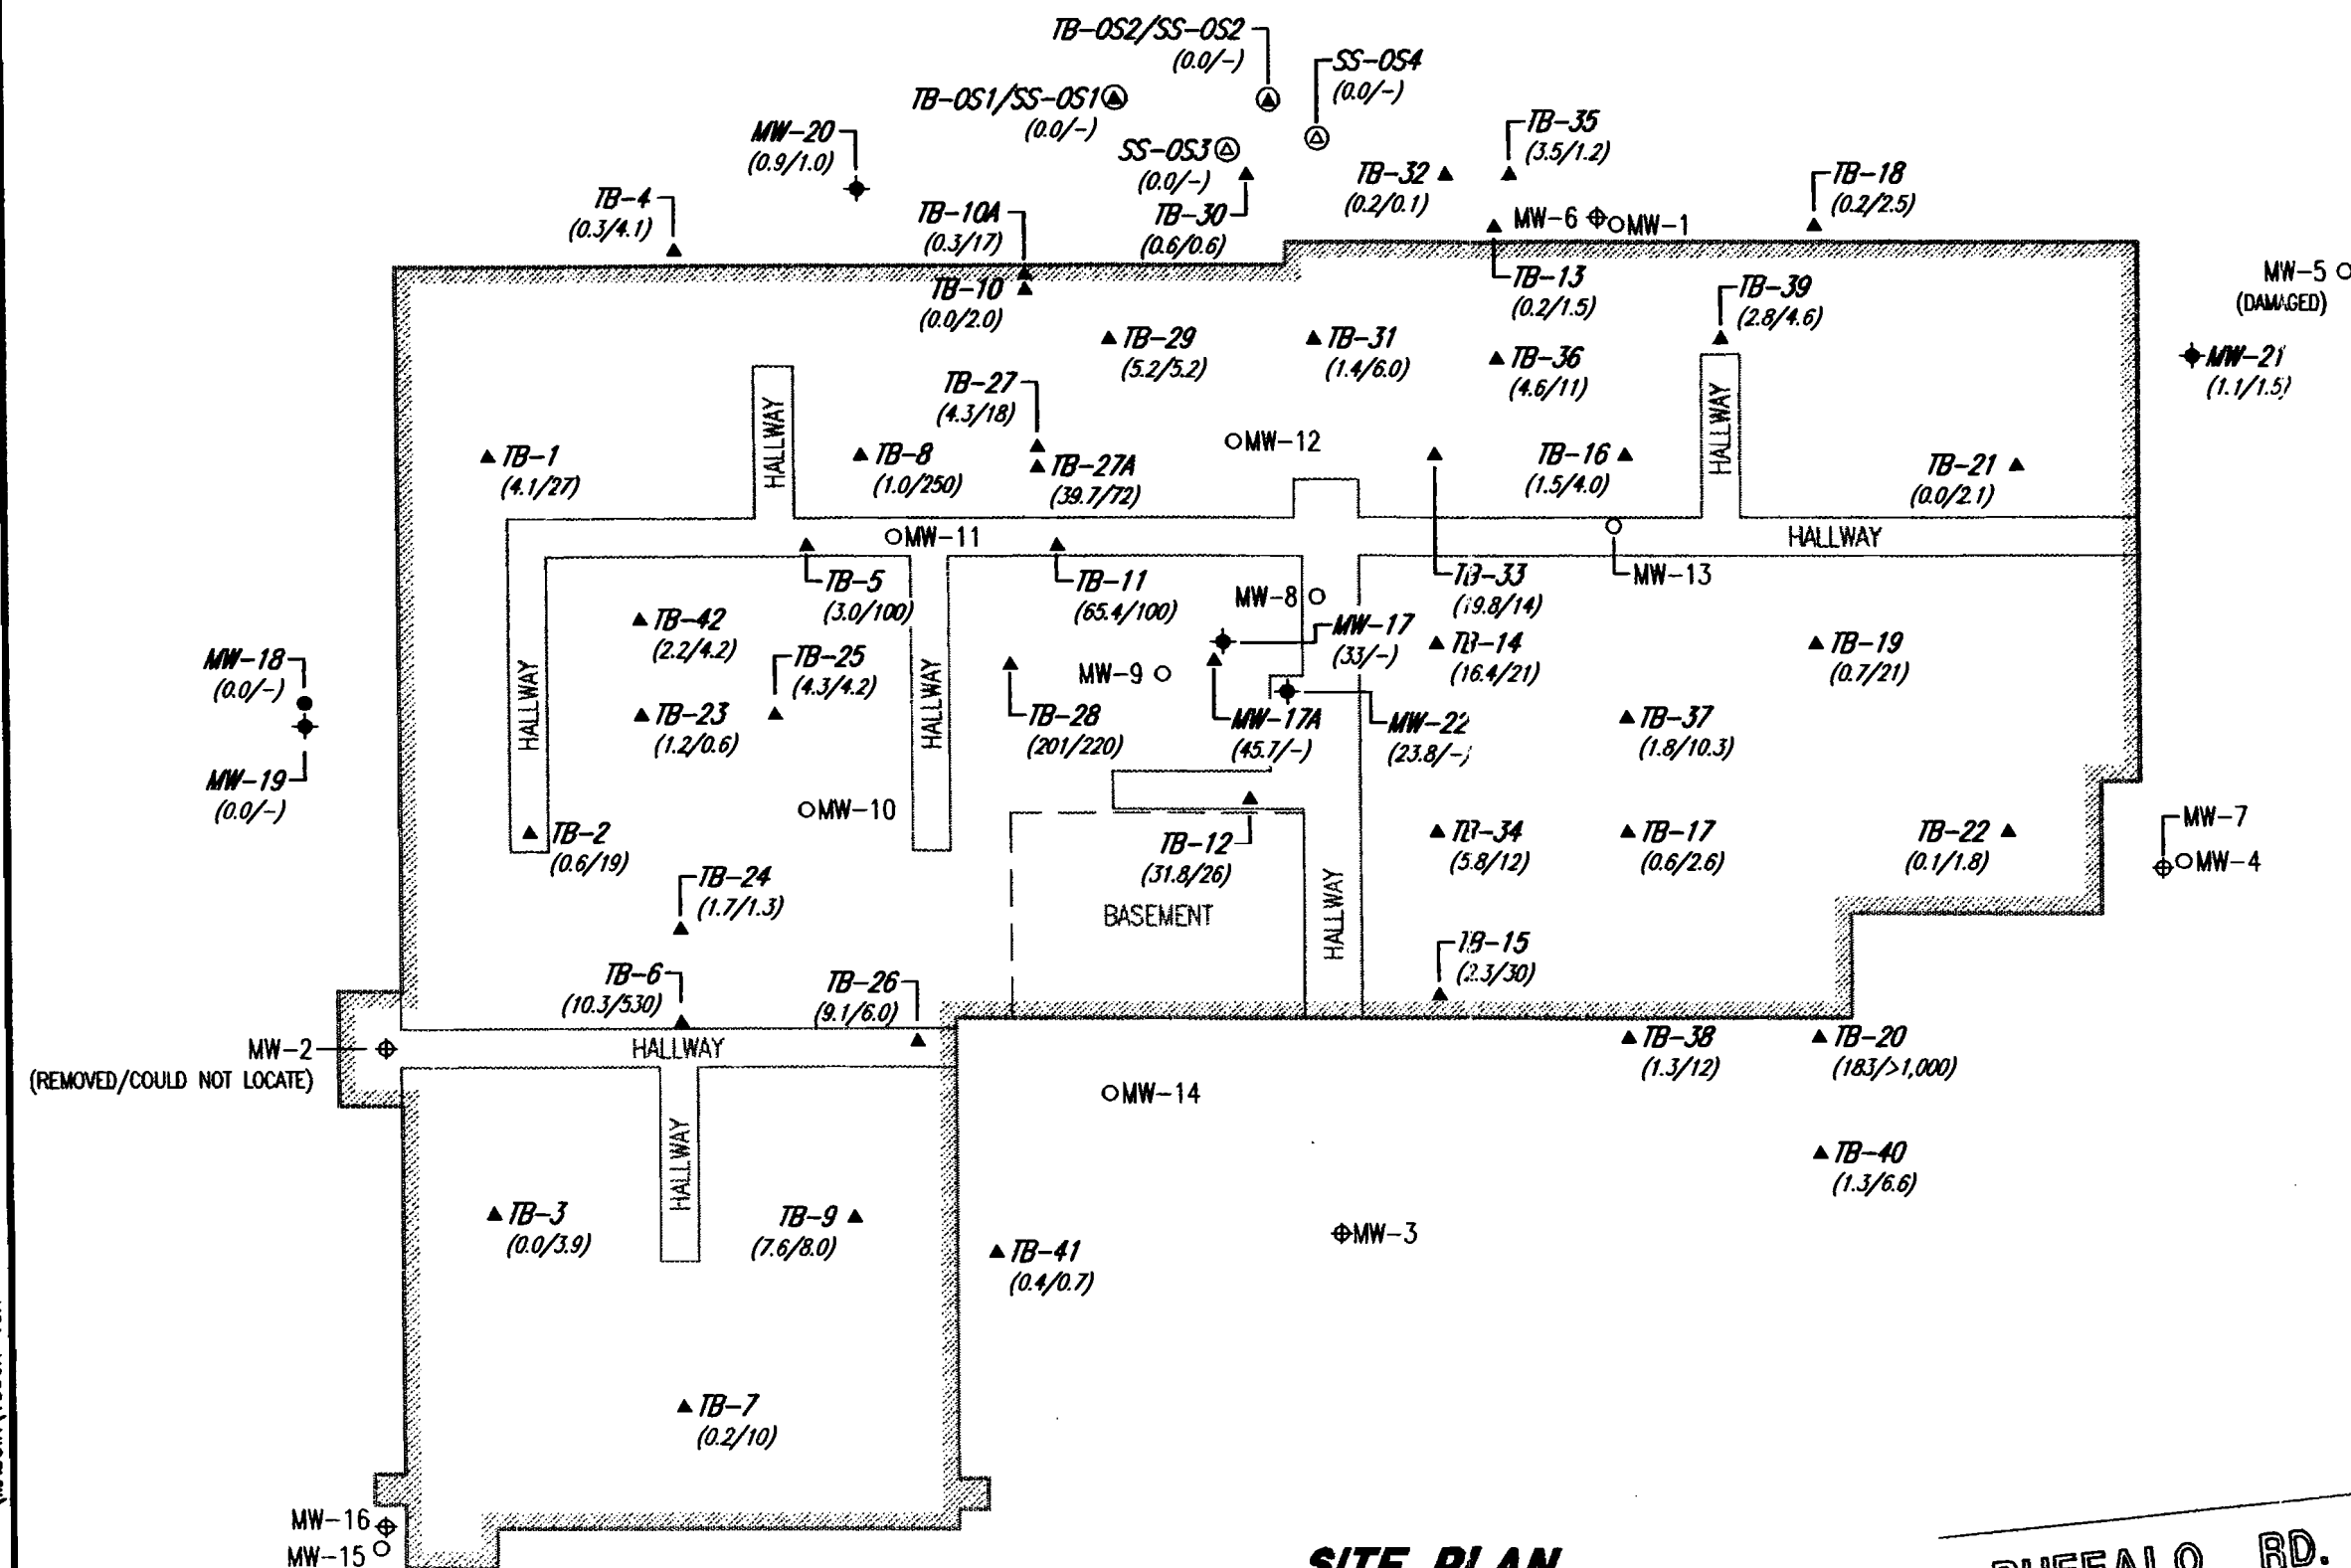 TB-OS2/SS-OS2
(0.0/-)
SS-OS4
(0.0/-)
TB-OS1/SS-OS1
(0.0/-)
MW-20
(0.9/1.0)
SS-OS3
(0.0/-)
TB-35
(3.5/1.2)
TB-32
(0.2/0.1)
TB-18
(0.2/2.5)
TB-4
(0.3/4.1)
TB-10A
(0.3/17)
TB-30
(0.6/0.6)
MW-6
MW-1
TB-10
(0.0/2.0)
TB-13
(0.2/1.5)
TB-39
(2.8/4.6)
MW-5
(DAMAGED)
TB-29
(5.2/5.2)
TB-31
(1.4/6.0)
TB-36
(4.6/11)
MW-21
(1.1/1.5)
TB-27
(4.3/18)
HALLWAY
HALLWAY
MW-12
TB-1
(4.1/27)
TB-8
(1.0/250)
TB-27A
(39.7/72)
TB-16
(1.5/4.0)
TB-21
(0.0/2.1)
MW-11
HALLWAY
TB-5
(3.0/100)
TB-11
(65.4/100)
MW-8
TB-33
(19.8/14)
MW-13
TB-42
(2.2/4.2)
MW-17
(33/-)
TB-14
(16.4/21)
TB-19
(0.7/21)
MW-18
(0.0/-)
TB-25
(4.3/4.2)
MW-9
HALLWAY
HALLWAY
TB-23
(1.2/0.6)
TB-28
(201/220)
MW-17A
(45.7/-)
MW-22
(23.8/-)
TB-37
(1.8/10.3)
MW-19
(0.0/-)
MW-10
TB-2
(0.6/19)
TB-12
(31.8/26)
TB-34
(5.8/12)
TB-17
(0.6/2.6)
TB-22
(0.1/1.8)
MW-7
MW-4
TB-24
(1.7/1.3)
BASEMENT
HALLWAY
TB-15
(2.3/30)
TB-6
(10.3/530)
TB-26
(9.1/6.0)
MW-2
(REMOVED/COULD NOT LOCATE)
HALLWAY
TB-38
(1.3/12)
TB-20
(183/>1,000)
MW-14
HALLWAY
TB-40
(1.3/6.6)
TB-3
(0.0/3.9)
TB-9
(7.6/8.0)
MW-3
TB-41
(0.4/0.7)
TB-7
(0.2/10)
MW-16
MW-15
SITE PLAN
BUFFALO RD.